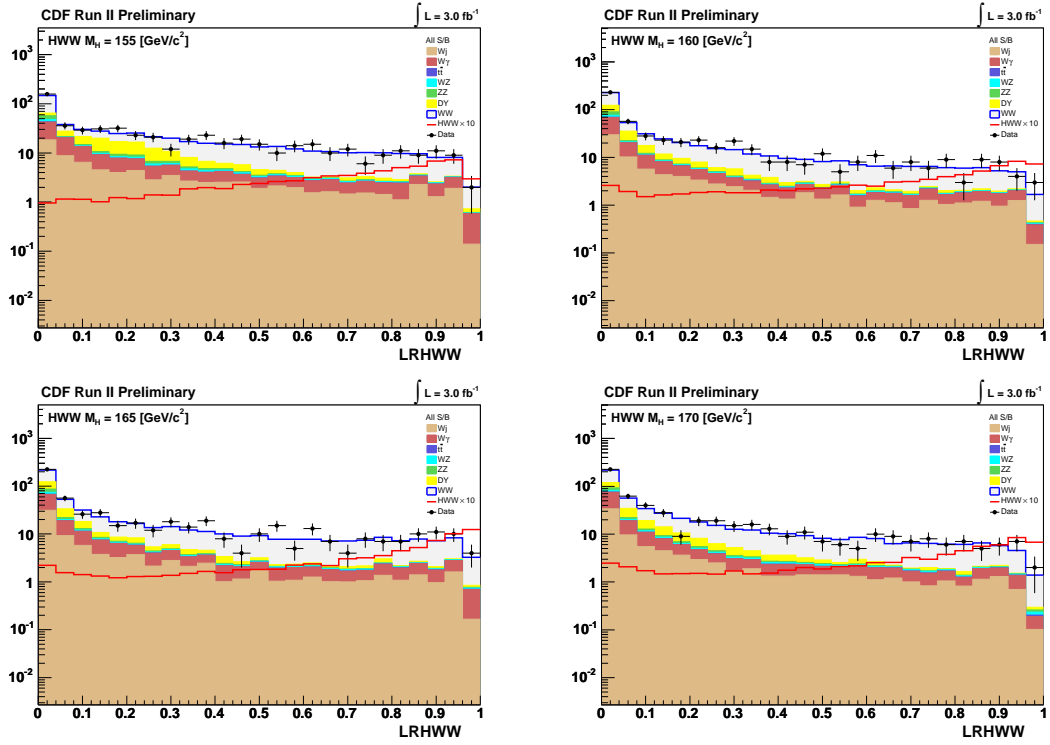 CDF Run II Preliminary
∫ L = 3.0 fb⁻¹
HWW M_H = 155 [GeV/c²]
All S/B
Wj
Wγ
tt̄
WZ
ZZ
DY
WW
HWW×10
Data
10³
10²
10
1
10⁻¹
10⁻²
0 0.1 0.2 0.3 0.4 0.5 0.6 0.7 0.8 0.9 1
LRHWW
CDF Run II Preliminary
∫ L = 3.0 fb⁻¹
HWW M_H = 160 [GeV/c²]
All S/B
Wj
Wγ
tt̄
WZ
ZZ
DY
WW
HWW×10
Data
10³
10²
10
1
10⁻¹
10⁻²
0 0.1 0.2 0.3 0.4 0.5 0.6 0.7 0.8 0.9 1
LRHWW
CDF Run II Preliminary
∫ L = 3.0 fb⁻¹
HWW M_H = 165 [GeV/c²]
All S/B
Wj
Wγ
tt̄
WZ
ZZ
DY
WW
HWW×10
Data
10³
10²
10
1
10⁻¹
10⁻²
0 0.1 0.2 0.3 0.4 0.5 0.6 0.7 0.8 0.9 1
LRHWW
CDF Run II Preliminary
∫ L = 3.0 fb⁻¹
HWW M_H = 170 [GeV/c²]
All S/B
Wj
Wγ
tt̄
WZ
ZZ
DY
WW
HWW×10
Data
10³
10²
10
1
10⁻¹
10⁻²
0 0.1 0.2 0.3 0.4 0.5 0.6 0.7 0.8 0.9 1
LRHWW